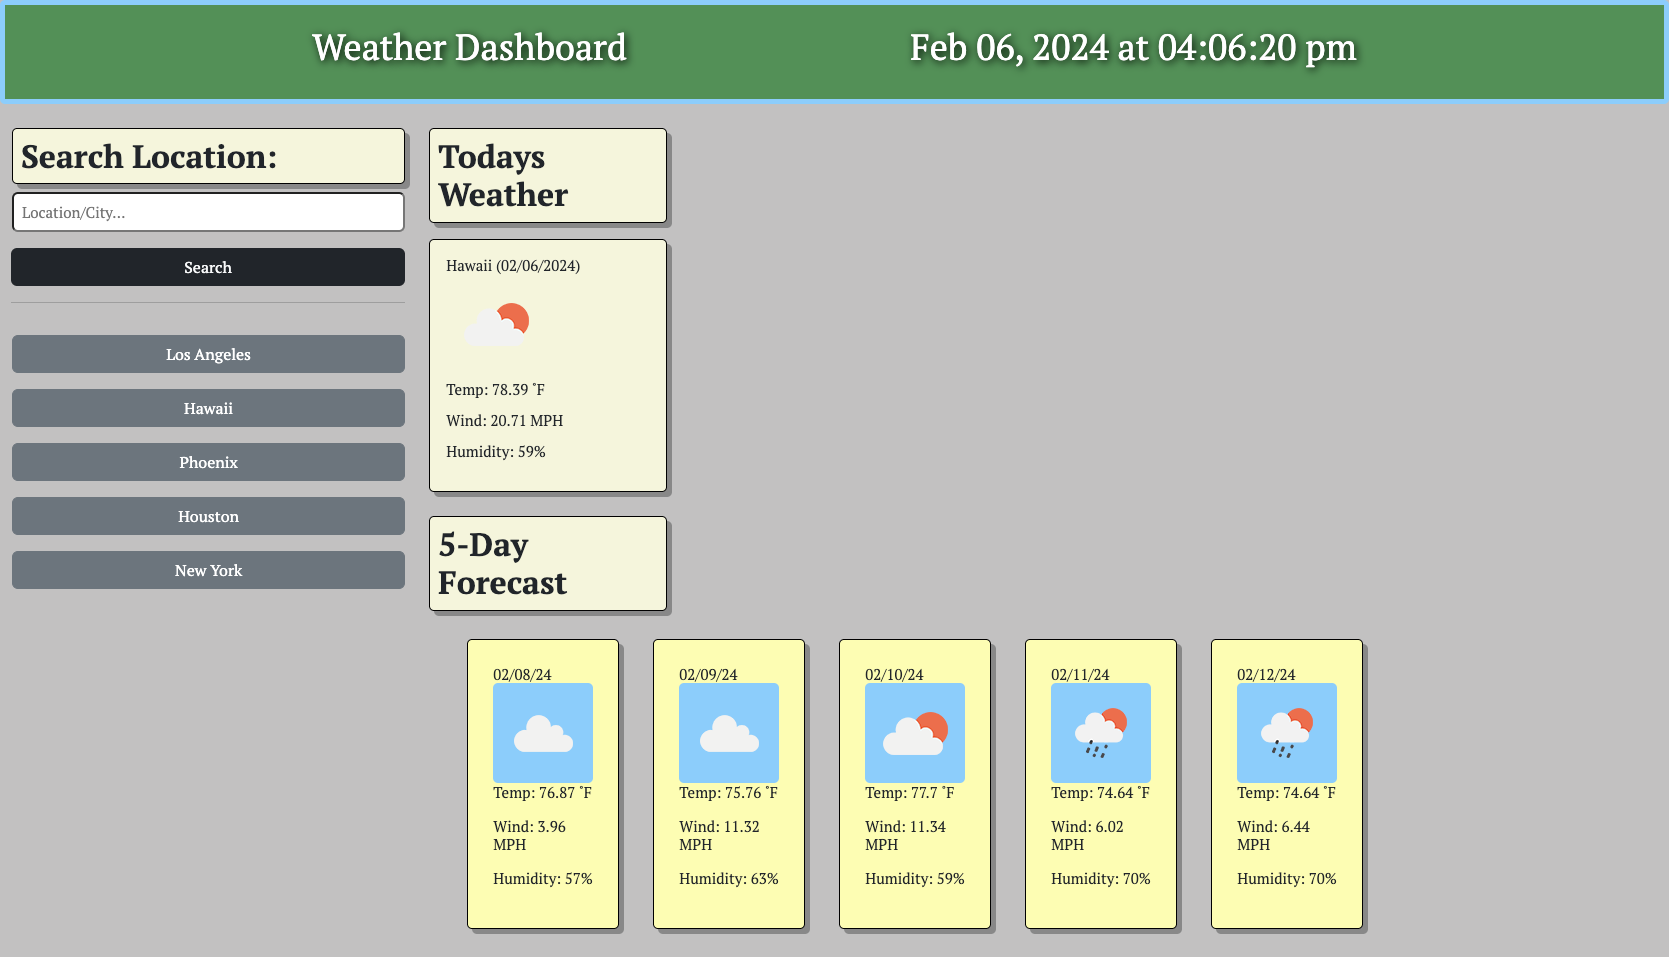 Weather Dashboard
Feb 06, 2024 at 04:06:20 pm
Search Location:
Location/City...
Search
Los Angeles
Hawaii
Phoenix
Houston
New York
Todays
Weather
Hawaii (02/06/2024)
Temp: 78.39 ˚F
Wind: 20.71 MPH
Humidity: 59%
5-Day
Forecast
02/08/24
Temp: 76.87 ˚F
Wind: 3.96
MPH
Humidity: 57%
02/09/24
Temp: 75.76 ˚F
Wind: 11.32
MPH
Humidity: 63%
02/10/24
Temp: 77.7 ˚F
Wind: 11.34
MPH
Humidity: 59%
02/11/24
Temp: 74.64 ˚F
Wind: 6.02
MPH
Humidity: 70%
02/12/24
Temp: 74.64 ˚F
Wind: 6.44
MPH
Humidity: 70%